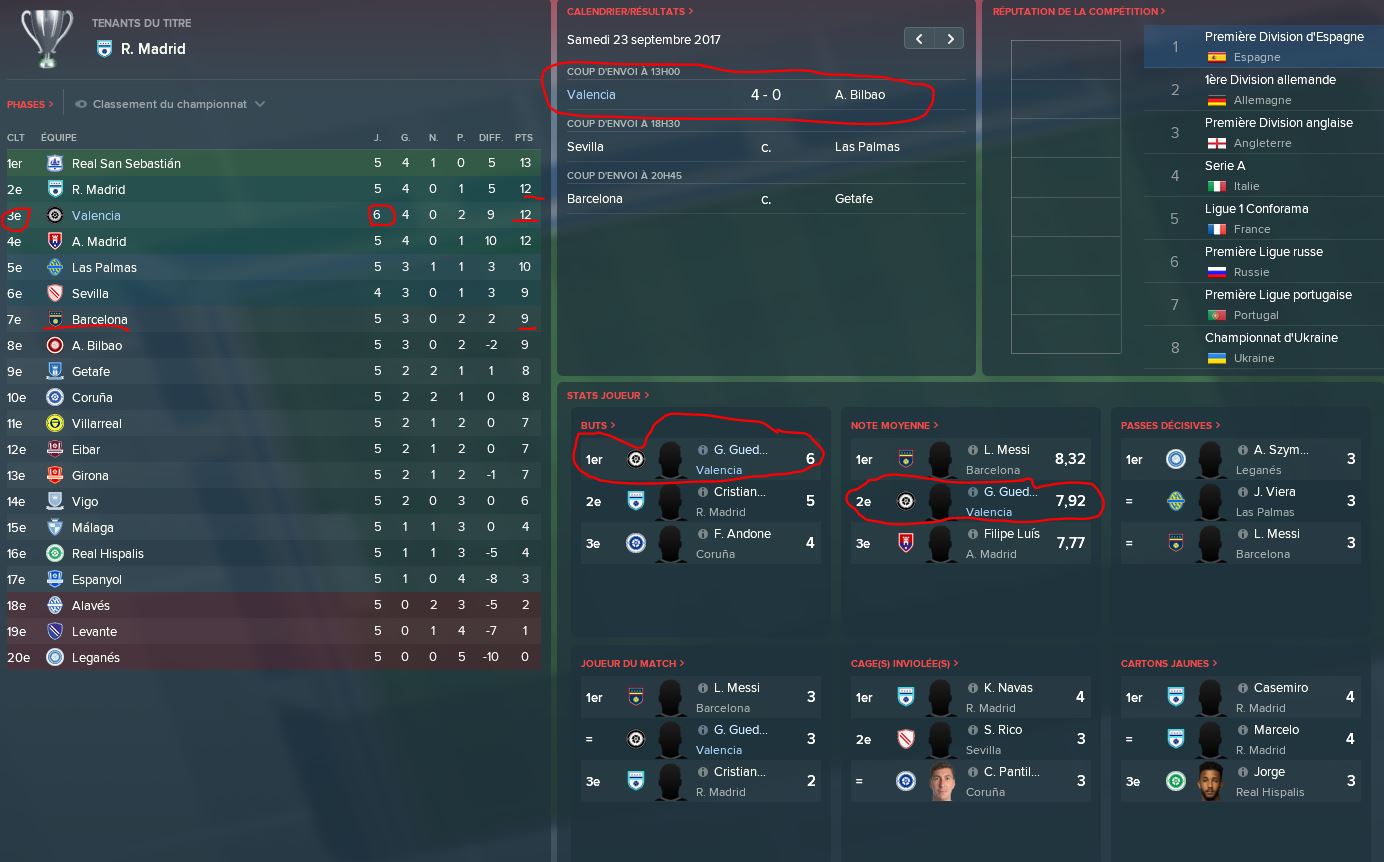 TENANTS DU TITRE
R. Madrid
PHASES >
Classement du championnat
CLT ÉQUIPE J. G. N. P. DIFF. PTS
1er Real San Sebastián 5 4 1 0 5 13
2e R. Madrid 5 4 0 1 5 12
3e Valencia 6 4 0 2 9 12
4e A. Madrid 5 4 0 1 10 12
5e Las Palmas 5 3 1 1 3 10
6e Sevilla 4 3 0 1 3 9
7e Barcelona 5 3 0 2 2 9
8e A. Bilbao 5 3 0 2 -2 9
9e Getafe 5 2 2 1 1 8
10e Coruña 5 2 2 1 0 8
11e Villarreal 5 2 1 2 0 7
12e Eibar 5 2 1 2 0 7
13e Girona 5 2 1 2 -1 7
14e Vigo 5 2 0 3 0 6
15e Málaga 5 1 1 3 0 4
16e Real Hispalis 5 1 1 3 -5 4
17e Espanyol 5 1 0 4 -8 3
18e Alavés 5 0 2 3 -5 2
19e Levante 5 0 1 4 -7 1
20e Leganés 5 0 0 5 -10 0
CALENDRIER/RÉSULTATS >
Samedi 23 septembre 2017
COUP D'ENVOI À 13H00
Valencia 4 - 0 A. Bilbao
COUP D'ENVOI À 18H30
Sevilla c. Las Palmas
COUP D'ENVOI À 20H45
Barcelona c. Getafe
RÉPUTATION DE LA COMPÉTITION >
1 Première Division d'Espagne
Espagne
2 1ère Division allemande
Allemagne
3 Première Division anglaise
Angleterre
4 Serie A
Italie
5 Ligue 1 Conforama
France
6 Première Ligue russe
Russie
7 Première Ligue portugaise
Portugal
8 Championnat d'Ukraine
Ukraine
STATS JOUEUR >
BUTS >
1er G. Gued... 6
Valencia
2e Cristian... 5
R. Madrid
3e F. Andone 4
Coruña
NOTE MOYENNE >
1er L. Messi 8,32
Barcelona
2e G. Gued... 7,92
Valencia
3e Filipe Luís 7,77
A. Madrid
PASSES DÉCISIVES >
1er A. Szym... 3
Leganés
= J. Viera 3
Las Palmas
= L. Messi 3
Barcelona
JOUEUR DU MATCH >
1er L. Messi 3
Barcelona
= G. Gued... 3
Valencia
3e Cristian... 2
R. Madrid
CAGE(S) INVIOLÉE(S) >
1er K. Navas 4
R. Madrid
2e S. Rico 3
Sevilla
= C. Pantil... 3
Coruña
CARTONS JAUNES >
1er Casemiro 4
R. Madrid
= Marcelo 4
R. Madrid
3e Jorge 3
Real Hispalis